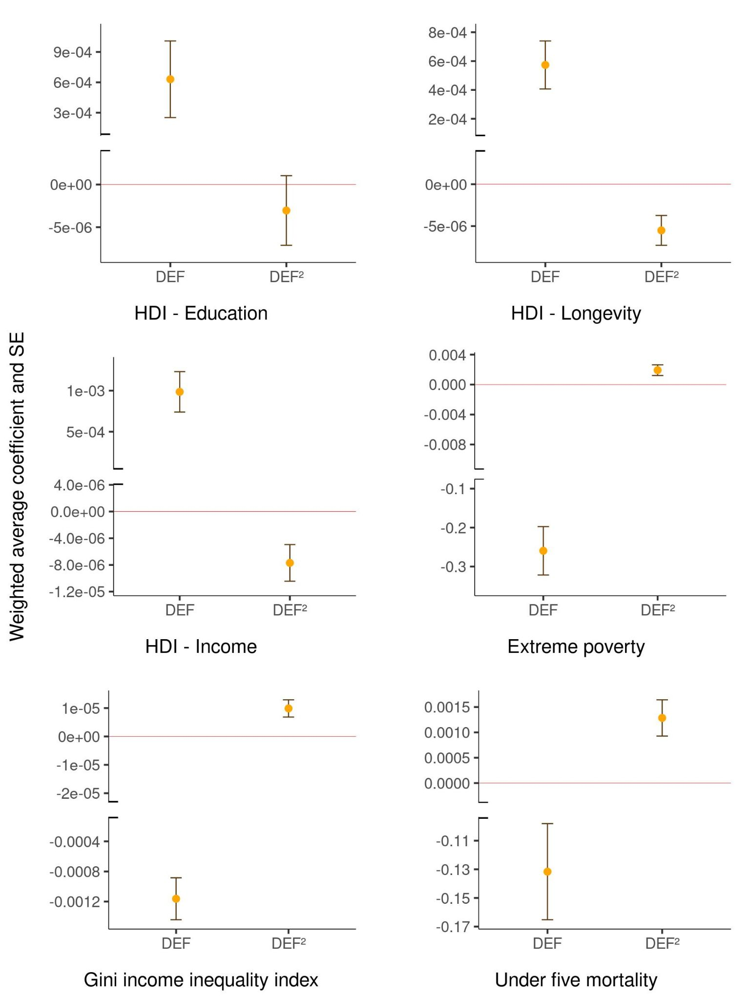 Weighted average coefficient and SE
9e-04
6e-04
3e-04
0e+00
-5e-06
DEF DEF²
HDI - Education
8e-04
6e-04
4e-04
2e-04
0e+00
-5e-06
DEF DEF²
HDI - Longevity
1e-03
5e-04
4.0e-06
0.0e+00
-4.0e-06
-8.0e-06
-1.2e-05
DEF DEF²
HDI - Income
0.004
0.000
-0.004
-0.008
-0.1
-0.2
-0.3
DEF DEF²
Extreme poverty
1e-05
0e+00
-1e-05
-2e-05
-0.0004
-0.0008
-0.0012
DEF DEF²
Gini income inequality index
0.0015
0.0010
0.0005
0.0000
-0.11
-0.13
-0.15
-0.17
DEF DEF²
Under five mortality